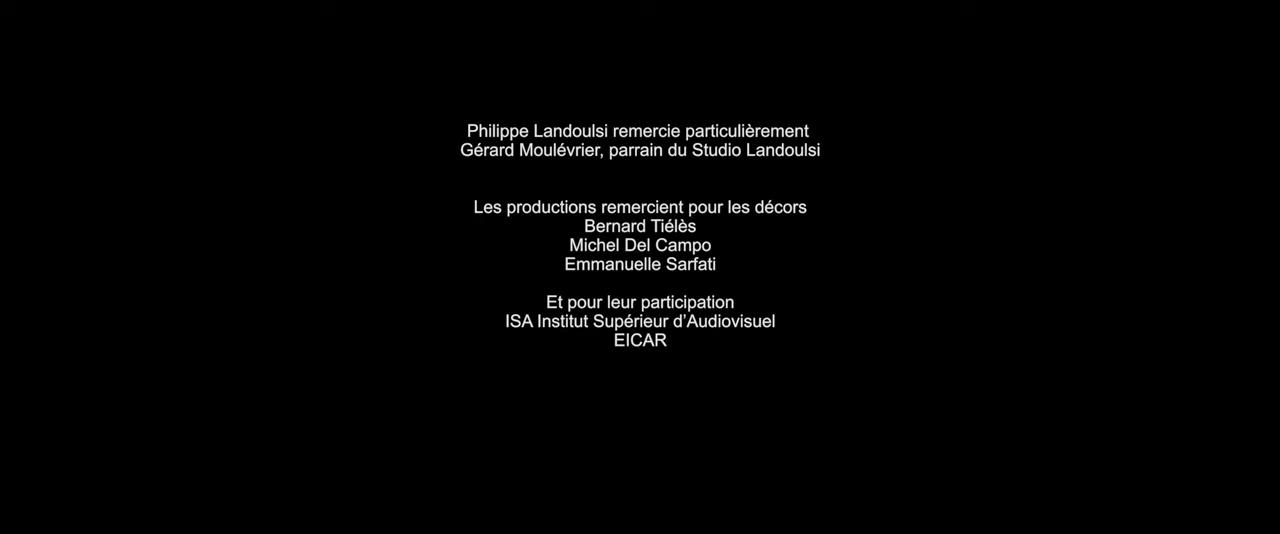 Philippe Landoulsi remercie particulièrement
Gérard Moulévrier, parrain du Studio Landoulsi
Les productions remercient pour les décors
Bernard Tiélès
Michel Del Campo
Emmanuelle Sarfati
Et pour leur participation
ISA Institut Supérieur d’Audiovisuel
EICAR